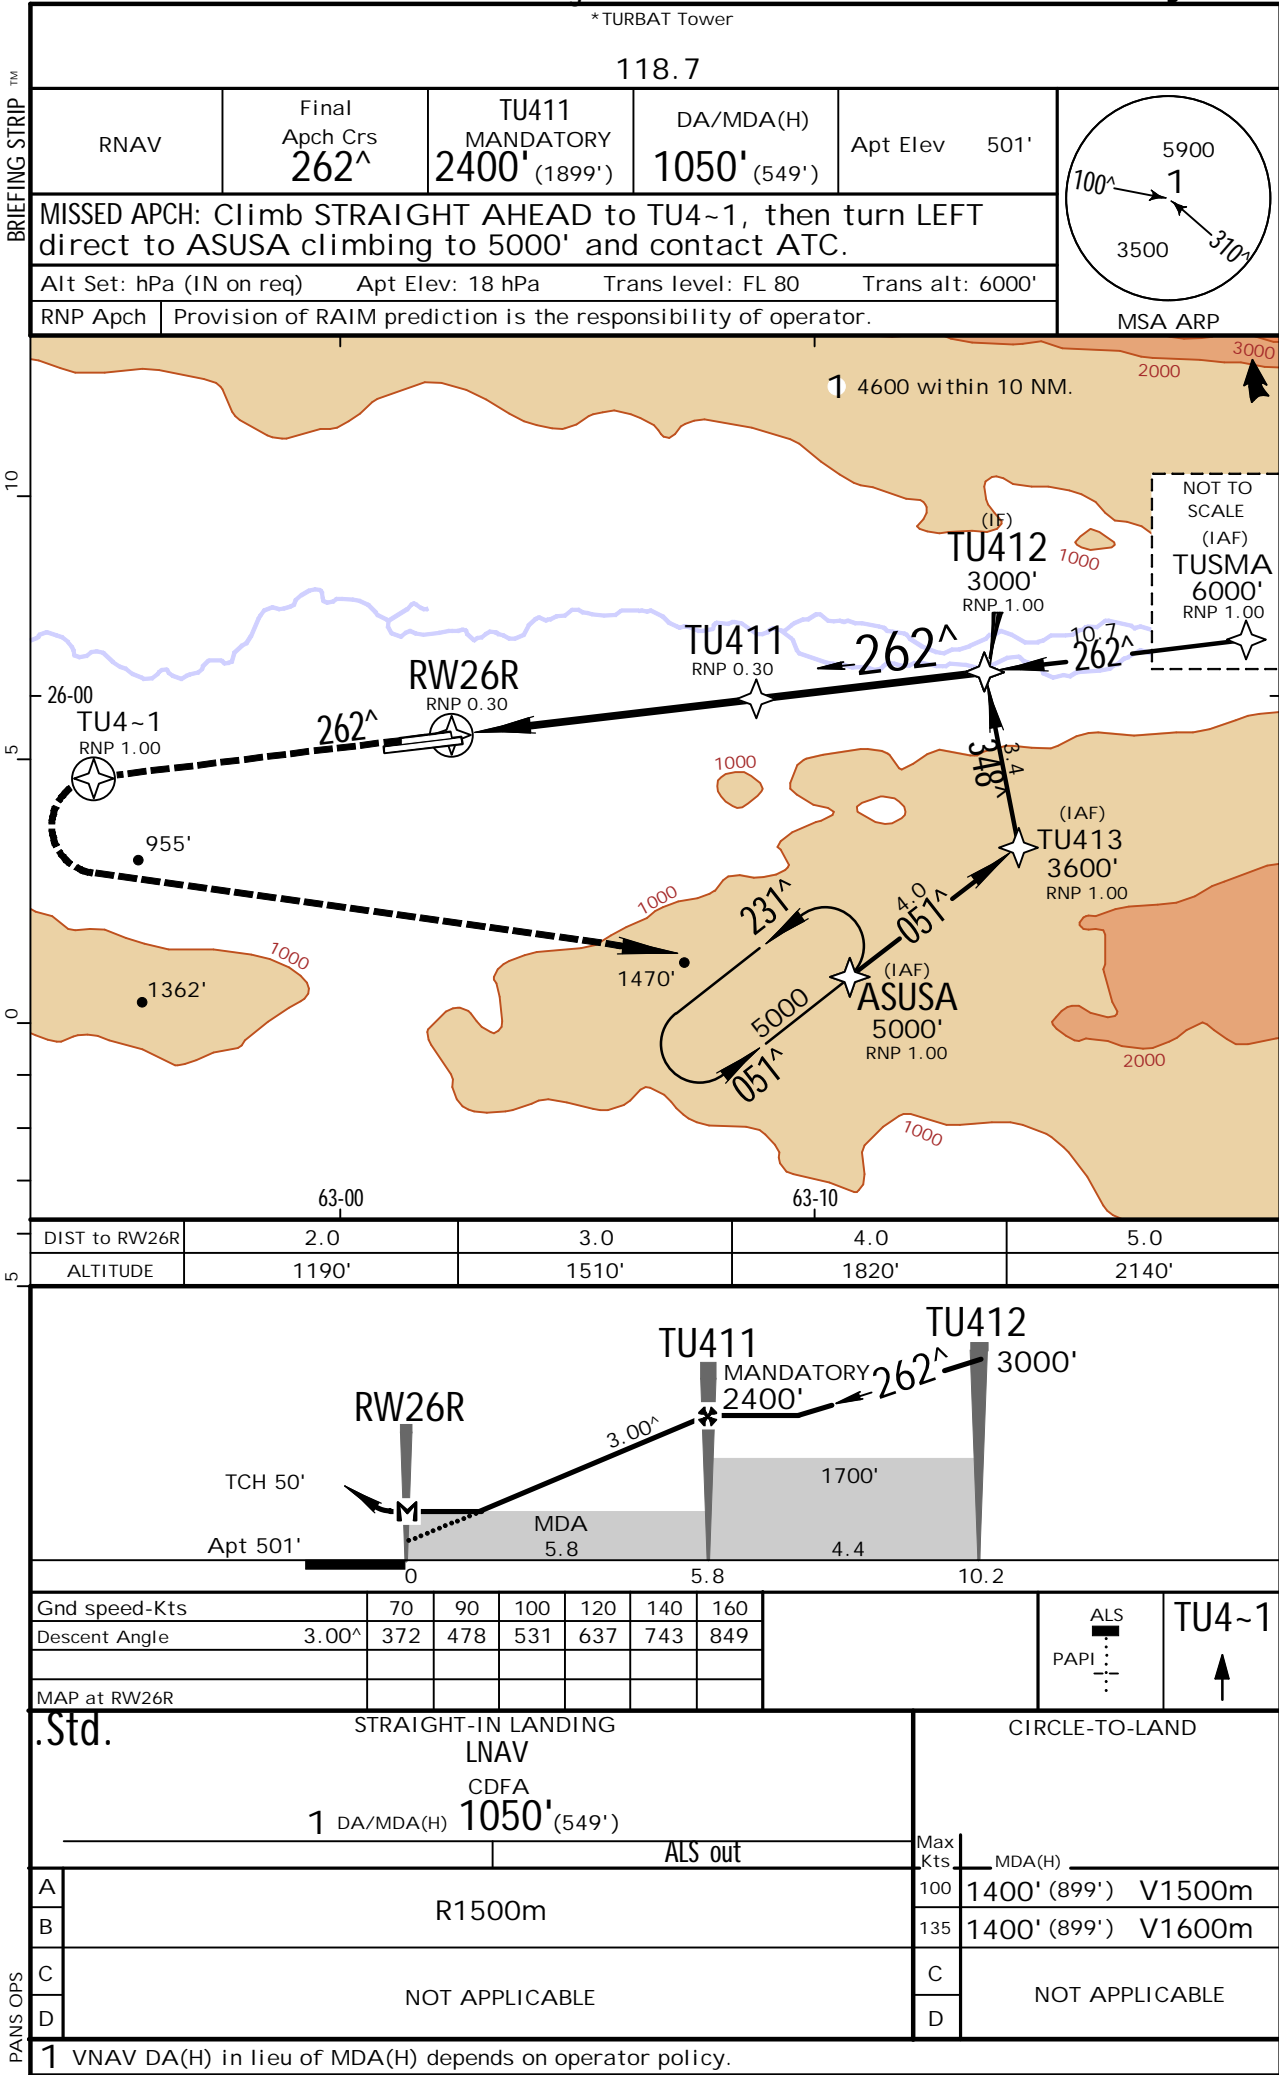 *TURBAT Tower
118.7
BRIEFING STRIP TM
RNAV
Final
Apch Crs
262^
TU411
MANDATORY
2400' (1899')
DA/MDA(H)
1050' (549')
Apt Elev 501'
MISSED APCH: Climb STRAIGHT AHEAD to TU4~1, then turn LEFT
direct to ASUSA climbing to 5000' and contact ATC.
Alt Set: hPa (IN on req) Apt Elev: 18 hPa Trans level: FL 80 Trans alt: 6000'
RNP Apch Provision of RAIM prediction is the responsibility of operator.
5900
100^
1
310^
3500
MSA ARP
3000
2000
1 4600 within 10 NM.
10
NOT TO
SCALE
(IAF)
TUSMA
6000'
RNP 1.00
(IF)
TU412
3000'
RNP 1.00
1000
10.7
262^
262^
TU411
RNP 0.30
RW26R
RNP 0.30
26-00
262^
TU4~1
RNP 1.00
5
1000
348^
3.4
(IAF)
TU413
3600'
RNP 1.00
955'
1000
231^
4.0
051^
1000
1470'
1362'
(IAF)
ASUSA
5000'
RNP 1.00
5000
051^
0
2000
1000
63-00
63-10
5
DIST to RW26R 2.0 3.0 4.0 5.0
ALTITUDE 1190' 1510' 1820' 2140'
TU412
3000'
TU411
MANDATORY
2400'
262^
RW26R
3.00^
TCH 50'
1700'
M
MDA
Apt 501'
5.8
4.4
0
5.8
10.2
Gnd speed-Kts 70 90 100 120 140 160
Descent Angle 3.00^ 372 478 531 637 743 849
MAP at RW26R
ALS
PAPI
TU4~1
.Std.
STRAIGHT-IN LANDING
LNAV
CDFA
1 DA/MDA(H) 1050' (549')
ALS out
A
B
R1500m
C
D
NOT APPLICABLE
CIRCLE-TO-LAND
Max
Kts
MDA(H)
100 1400' (899') V1500m
135 1400' (899') V1600m
C
D
NOT APPLICABLE
PANS OPS
1 VNAV DA(H) in lieu of MDA(H) depends on operator policy.